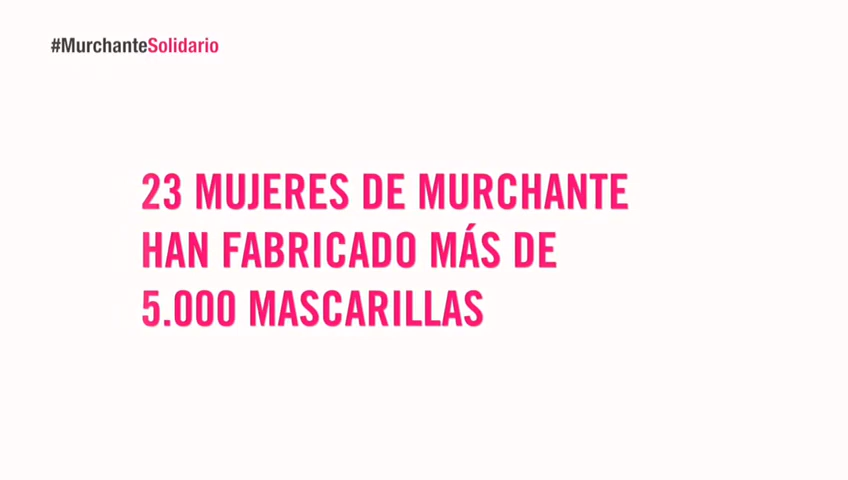 #MurchanteSolidario
23 MUJERES DE MURCHANTE
HAN FABRICADO MÁS DE
5.000 MASCARILLAS